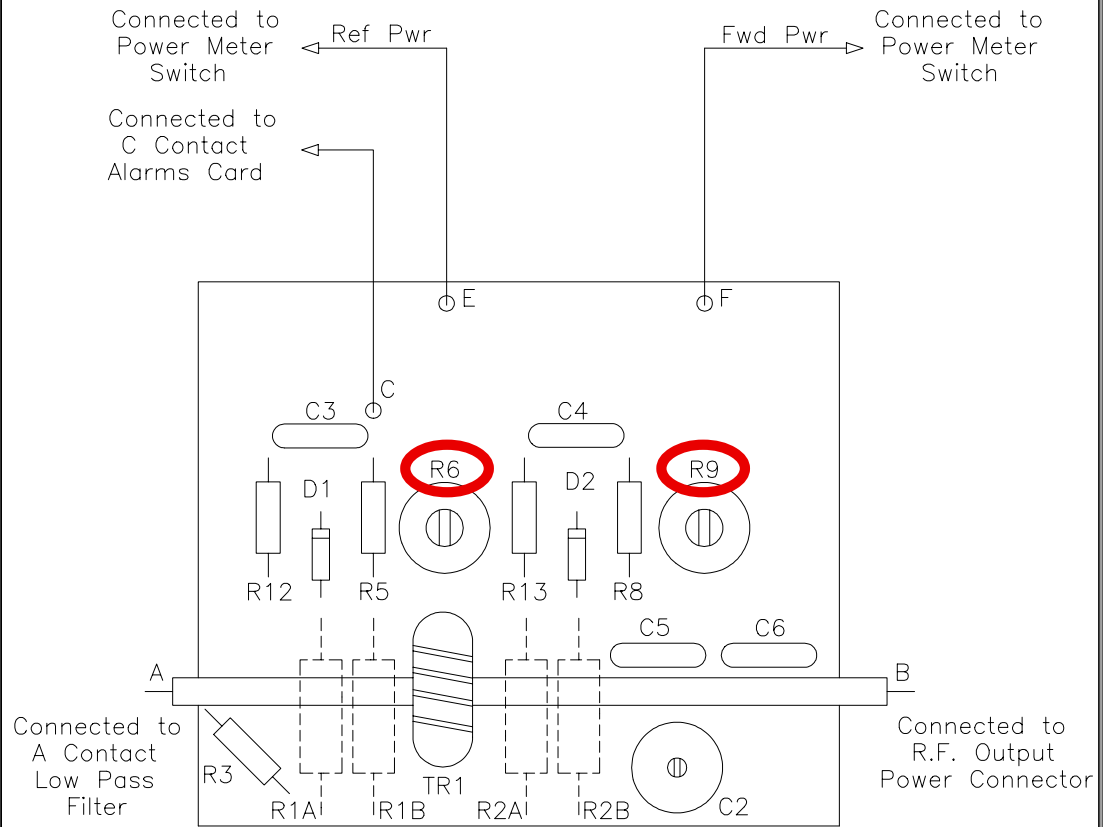 Connected to
Power Meter
Switch
Ref Pwr
Fwd Pwr
Connected to
Power Meter
Switch
Connected to
C Contact
Alarms Card
E
F
C
C3
C4
R6
R9
D1
D2
R12
R5
R13
R8
C5
C6
A
B
Connected to
A Contact
Low Pass
Filter
Connected to
R.F. Output
Power Connector
R3
TR1
R1A
R1B
R2A
R2B
C2